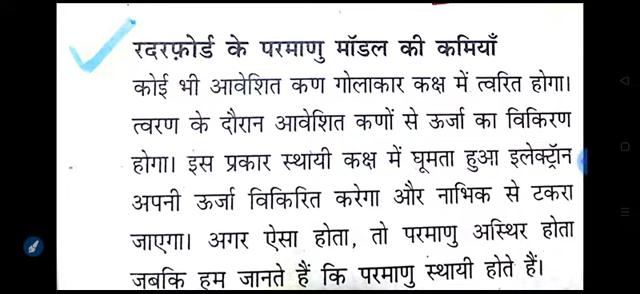 रदरफ़ोर्ड के परमाणु मॉडल की कमियाँ
कोई भी आवेशित कण गोलाकार कक्ष में त्वरित होगा।
त्वरण के दौरान आवेशित कणों से ऊर्जा का विकिरण
होगा। इस प्रकार स्थायी कक्ष में घूमता हुआ इलेक्ट्रॉन
अपनी ऊर्जा विकिरित करेगा और नाभिक से टकरा
जाएगा। अगर ऐसा होता, तो परमाणु अस्थिर होता
जबकि हम जानते हैं कि परमाणु स्थायी होते हैं।